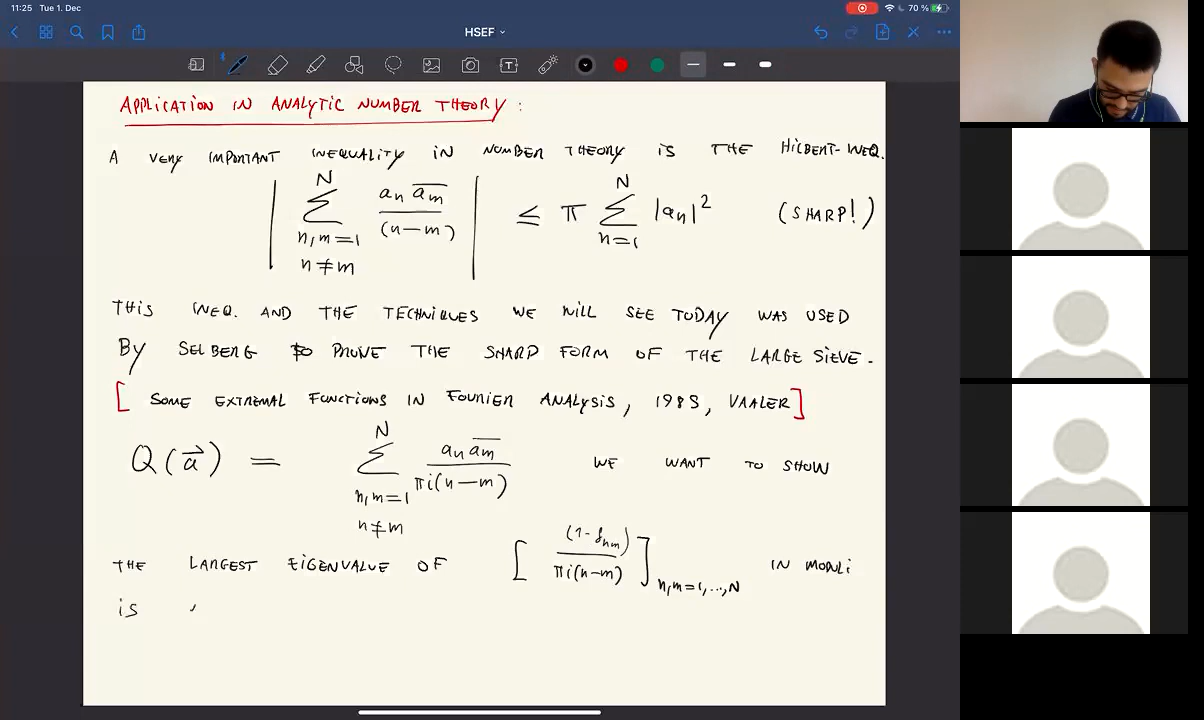 11:25 Tue 1. Dec
70 %
HSEF
APPLICATION IN ANALYTIC NUMBER THEORY :
A VERY IMPORTANT INEQUALITY IN NUMBER THEORY IS THE HILBERT-INEQ.
| ∑_{n,m=1, n≠m}^{N} a_n \overline{a_m} / (n-m) | ≤ π ∑_{n=1}^{N} |a_n|^2 (SHARP!)
THIS INEQ. AND THE TECHNIQUES WE WILL SEE TODAY WAS USED
BY SELBERG TO PROVE THE SHARP FORM OF THE LARGE SIEVE.
[ SOME EXTREMAL FUNCTIONS IN FOURIER ANALYSIS, 1985, VAALER ]
Q(\vec{a}) = ∑_{n,m=1, n≠m}^{N} a_n \overline{a_m} / πi(n-m) WE WANT TO SHOW
THE LARGEST EIGENVALUE OF [ (1-δ_{nm}) / πi(n-m) ]_{n,m=1,...,N} IN MODULI
IS